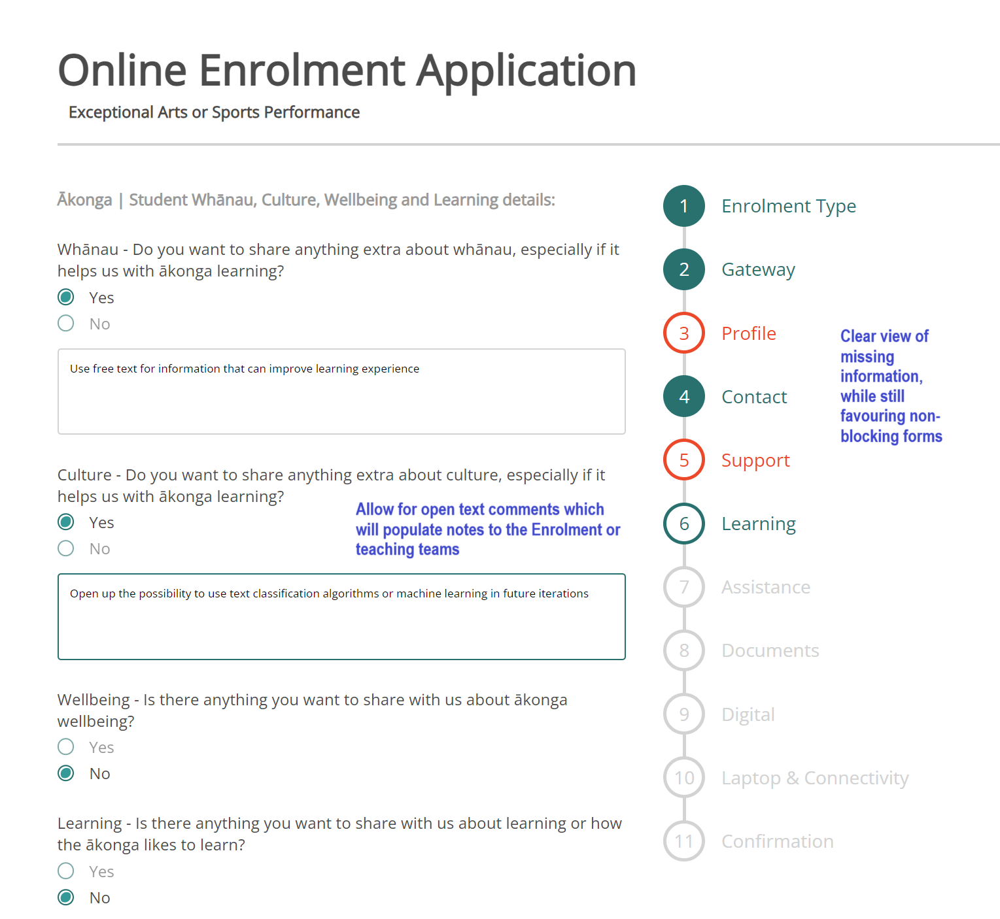 Online Enrolment Application
Exceptional Arts or Sports Performance
Ākonga | Student Whānau, Culture, Wellbeing and Learning details:
Whānau - Do you want to share anything extra about whānau, especially if it
helps us with ākonga learning?
Yes
No
Use free text for information that can improve learning experience
Culture - Do you want to share anything extra about culture, especially if it
helps us with ākonga learning?
Yes
No
Allow for open text comments which
will populate notes to the Enrolment or
teaching teams
Open up the possibility to use text classification algorithms or machine learning in future iterations
Wellbeing - Is there anything you want to share with us about ākonga
wellbeing?
Yes
No
Learning - Is there anything you want to share with us about learning or how
the ākonga likes to learn?
Yes
No
1 Enrolment Type
2 Gateway
3 Profile
4 Contact
5 Support
6 Learning
7 Assistance
8 Documents
9 Digital
10 Laptop & Connectivity
11 Confirmation
Clear view of
missing
information,
while still
favouring non-
blocking forms